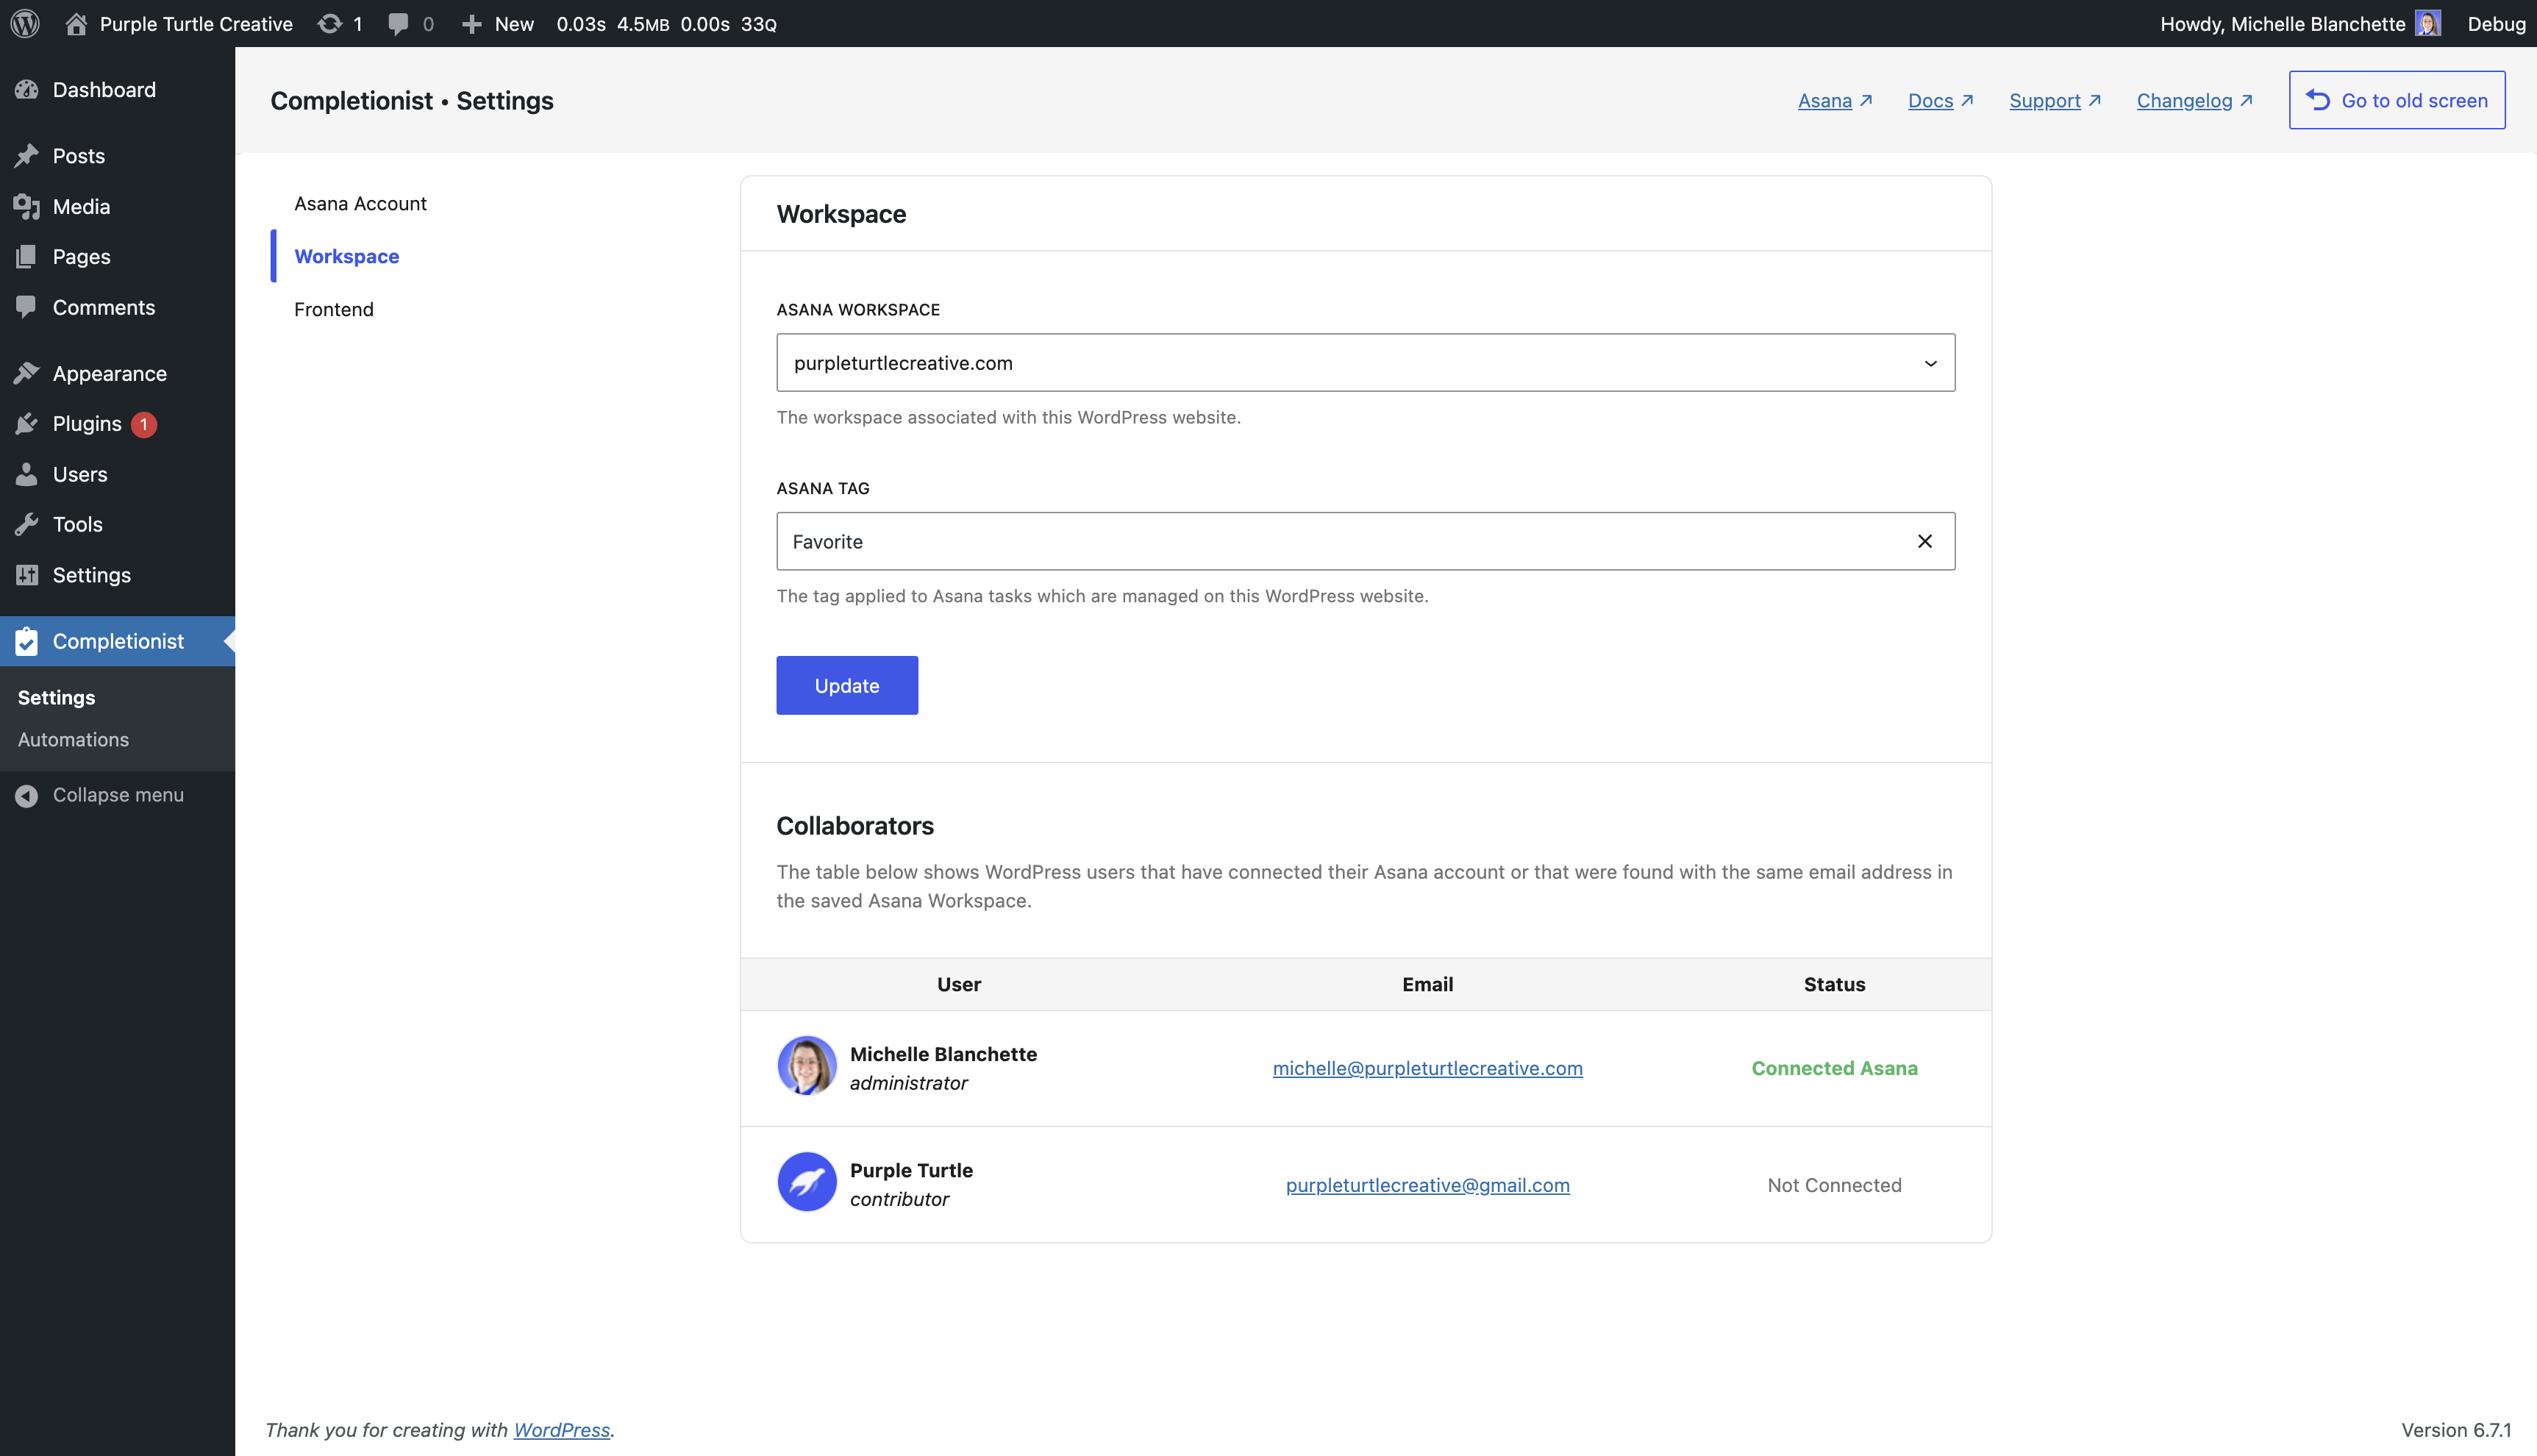 Purple Turtle Creative 1 0 New 0.03s 4.5MB 0.00s 33Q
Howdy, Michelle Blanchette Debug
Dashboard
Posts
Media
Pages
Comments
Appearance
Plugins 1
Users
Tools
Settings
Completionist
Settings
Automations
Collapse menu
Completionist • Settings
Asana Docs Support Changelog Go to old screen
Asana Account
Workspace
Frontend
Workspace
ASANA WORKSPACE
purpleturtlecreative.com
The workspace associated with this WordPress website.
ASANA TAG
Favorite
The tag applied to Asana tasks which are managed on this WordPress website.
Update
Collaborators
The table below shows WordPress users that have connected their Asana account or that were found with the same email address in
the saved Asana Workspace.
User Email Status
Michelle Blanchette
administrator
michelle@purpleturtlecreative.com
Connected Asana
Purple Turtle
contributor
purpleturtlecreative@gmail.com
Not Connected
Thank you for creating with WordPress.
Version 6.7.1